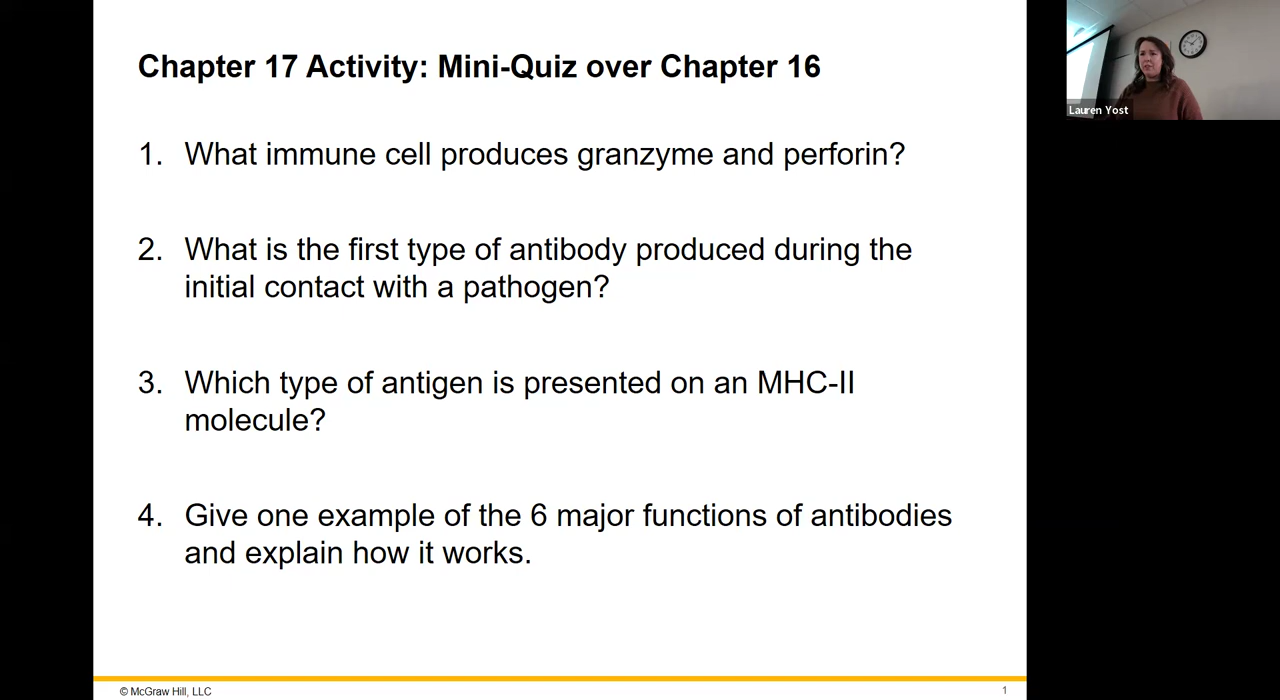 Chapter 17 Activity: Mini-Quiz over Chapter 16
1. What immune cell produces granzyme and perforin?
2. What is the first type of antibody produced during the
initial contact with a pathogen?
3. Which type of antigen is presented on an MHC-II
molecule?
4. Give one example of the 6 major functions of antibodies
and explain how it works.
© McGraw Hill, LLC
1
Lauren Yost